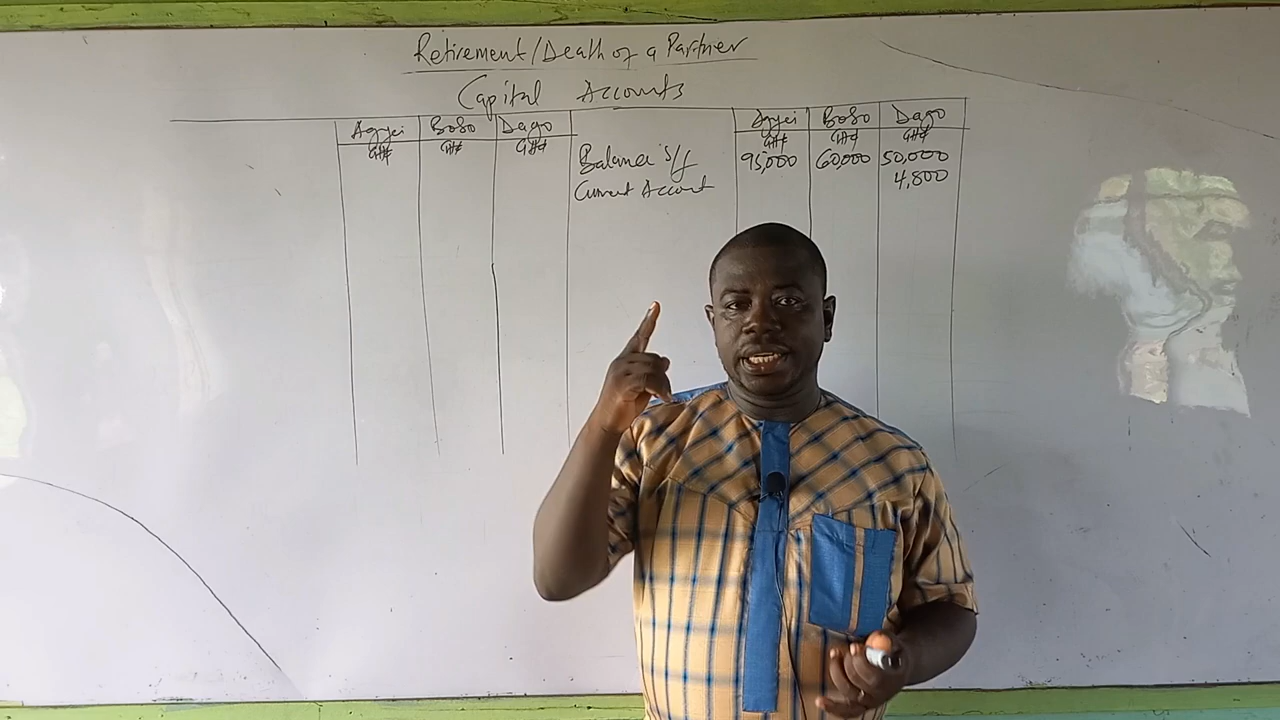 Retirement/Death of a Partner
Capital Accounts
Agyei Boso Dago Agyei Boso Dago
GH¢ GH¢ GH¢ GH¢ GH¢ GH¢
Balance b/f 95,000 60,000 50,000
Current Account 4,800